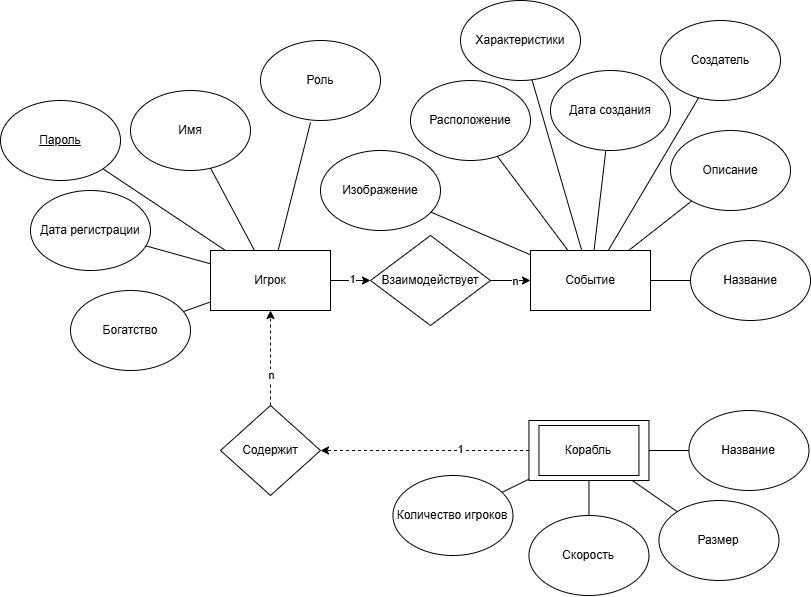 Характеристики
Создатель
Роль
Дата создания
Расположение
Имя
Пароль
Описание
Изображение
Дата регистрации
Игрок
1
Взаимодействует
n
Событие
Название
Богатство
n
Содержит
1
Корабль
Название
Количество игроков
Размер
Скорость